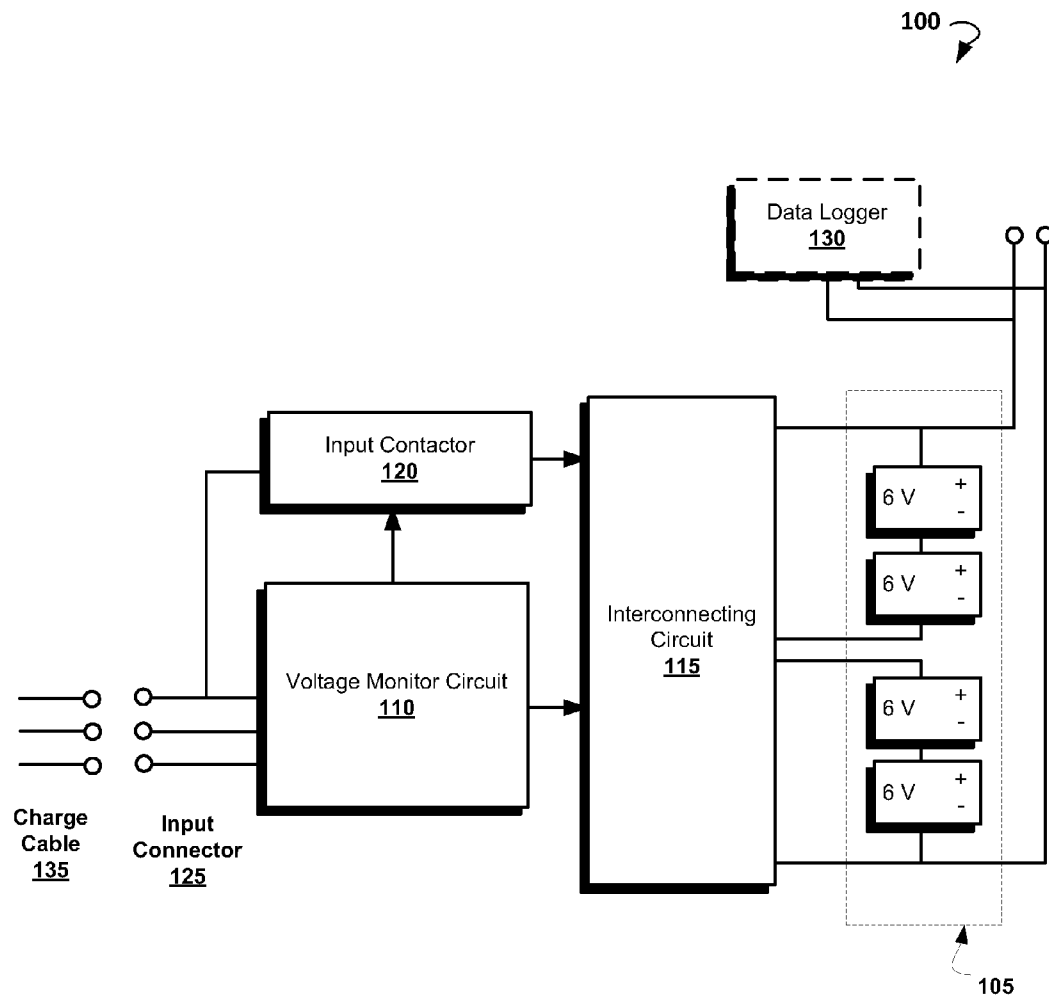 100
Data Logger
130
Input Contactor
120
6 V + -
6 V + -
Interconnecting
Circuit
115
Voltage Monitor Circuit
110
6 V + -
6 V + -
Charge
Cable
135
Input
Connector
125
105